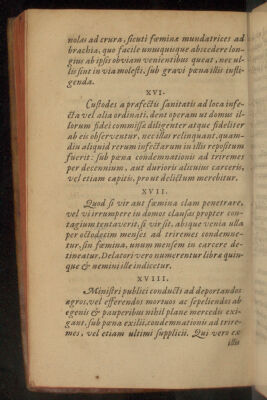 nolas ad crura, sicuti fœminæ mundatrices ad
brachia, quo facile unusquisque abscedere lon-
gius ab ipsis obviam venientibus queat, nec ul-
lis sint in via molesti, sub gravi pœna illis infli-
genda.
XVI.
Custodes a præfectis sanitatis ad loca infe-
cta vel alia ordinati, dent operam ut domus il-
lorum fidei commissa diligenter atque fideliter
ab eis observentur, nec illas relinquant, quam-
diu aliquid rerum infectarum in illis repositum
fuerit: sub pœna condemnationis ad triremes
per decennium, aut durioris alicuius carceris,
vel etiam capitis, prout delictum merebitur.
XVII.
Quod si vir aut fœmina clam penetrare,
vel vi irrumpere in domos clausas propter con-
tagium tentaverit, si vir sit, absque venia ulla
per octodecim menses ad triremes condemne-
tur, sin fœmina, unum mensem in carcere de-
tineatur. Delatori vero numerentur libræ quin-
que & nemini ille indicetur.
XVIII.
Ministri publici conducti ad deportandos
ægros, vel efferendos mortuos ac sepeliendos ab
egenis & pauperibus nihil plane mercedis exi-
gant, sub pœna exilii, condemnationis ad trire-
mes, vel etiam ultimi supplicii. Qui vero ex
illis